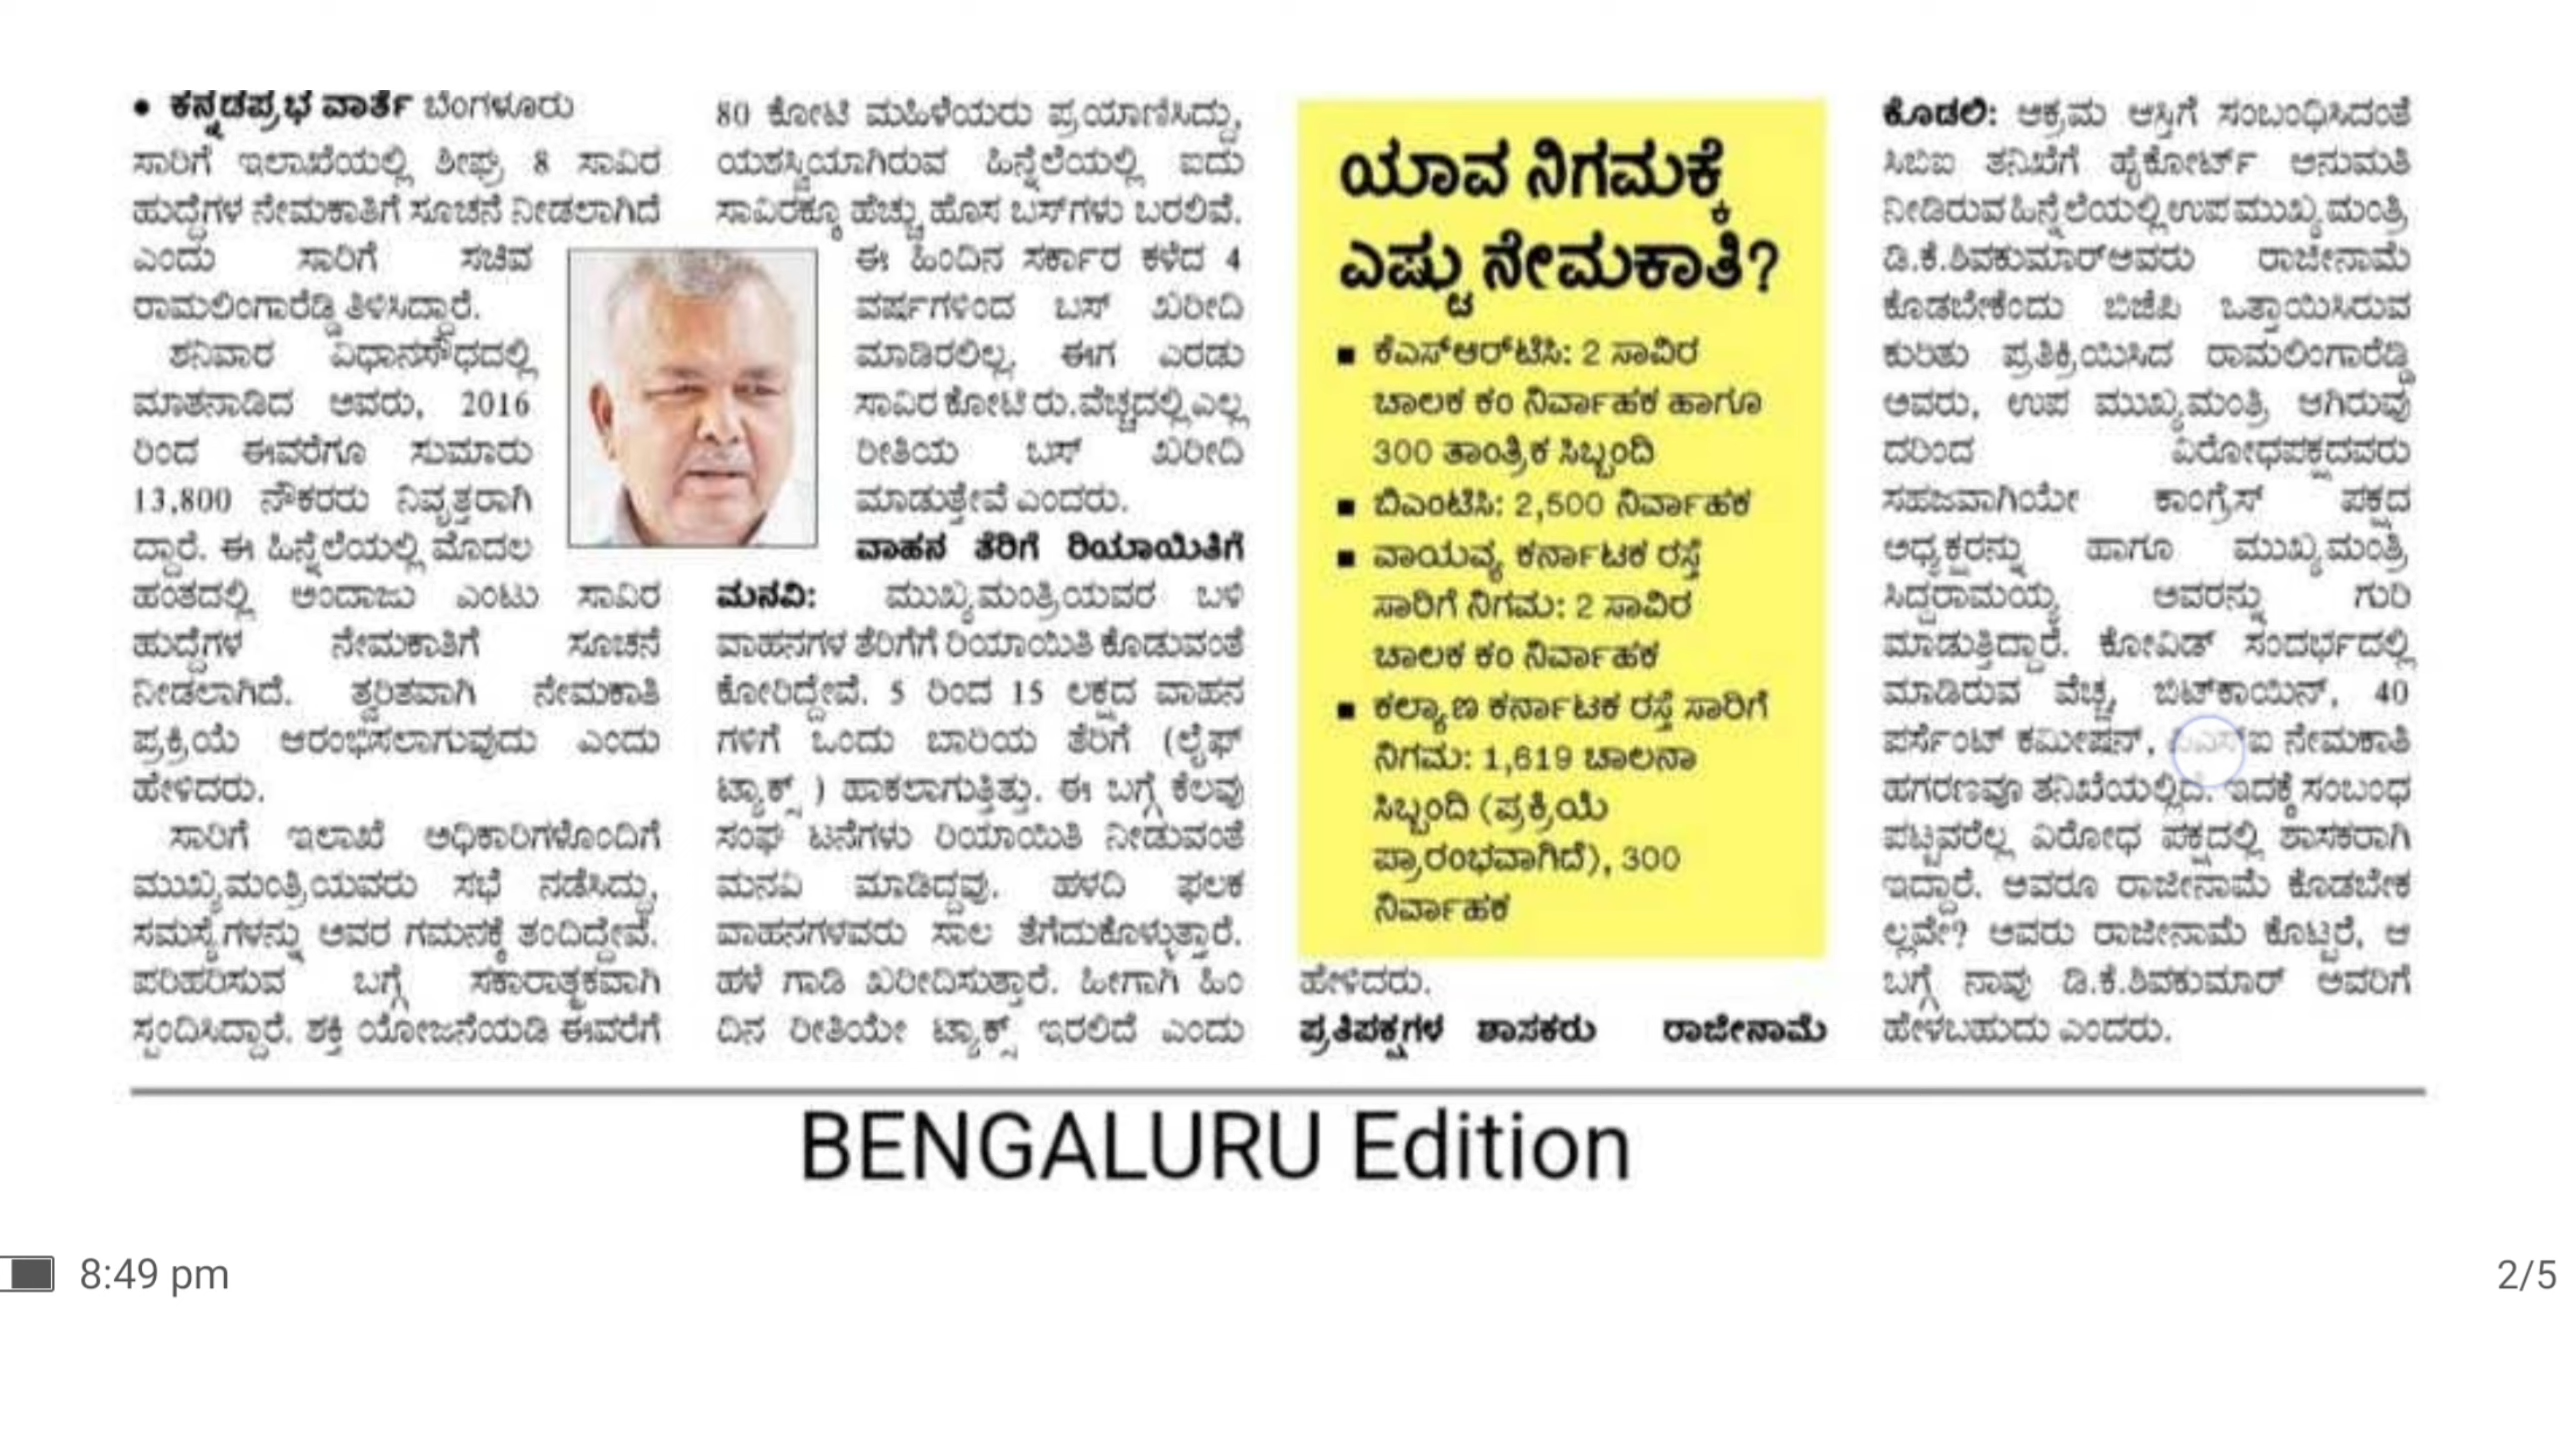 • ಕನ್ನಡಪ್ರಭ ವಾರ್ತೆ ಬೆಂಗಳೂರು
ಸಾರಿಗೆ ಇಲಾಖೆಯಲ್ಲಿ ಶೀಘ್ರ 8 ಸಾವಿರ
ಹುದ್ದೆಗಳ ನೇಮಕಾತಿಗೆ ಸೂಚನೆ ನೀಡಲಾಗಿದೆ
ಎಂದು ಸಾರಿಗೆ ಸಚಿವ
ರಾಮಲಿಂಗಾರೆಡ್ಡಿ ತಿಳಿಸಿದ್ದಾರೆ.
ಶನಿವಾರ ವಿಧಾನಸೌಧದಲ್ಲಿ
ಮಾತನಾಡಿದ ಅವರು, 2016
ರಿಂದ ಈವರೆಗೂ ಸುಮಾರು
13,800 ನೌಕರರು ನಿವೃತ್ತರಾಗಿ
ದ್ದಾರೆ. ಈ ಹಿನ್ನೆಲೆಯಲ್ಲಿ ಮೊದಲ
ಹಂತದಲ್ಲಿ ಅಂದಾಜು ಎಂಟು ಸಾವಿರ
ಹುದ್ದೆಗಳ ನೇಮಕಾತಿಗೆ ಸೂಚನೆ
ನೀಡಲಾಗಿದೆ. ತ್ವರಿತವಾಗಿ ನೇಮಕಾತಿ
ಪ್ರಕ್ರಿಯೆ ಆರಂಭಿಸಲಾಗುವುದು ಎಂದು
ಹೇಳಿದರು.
ಸಾರಿಗೆ ಇಲಾಖೆ ಅಧಿಕಾರಿಗಳೊಂದಿಗೆ
ಮುಖ್ಯಮಂತ್ರಿಯವರು ಸಭೆ ನಡೆಸಿದ್ದು,
ಸಮಸ್ಯೆಗಳನ್ನು ಅವರ ಗಮನಕ್ಕೆ ತಂದಿದ್ದೇವೆ.
ಪರಿಹರಿಸುವ ಬಗ್ಗೆ ಸಕಾರಾತ್ಮಕವಾಗಿ
ಸ್ಪಂದಿಸಿದ್ದಾರೆ. ಶಕ್ತಿ ಯೋಜನೆಯಡಿ ಈವರೆಗೆ
80 ಕೋಟಿ ಮಹಿಳೆಯರು ಪ್ರಯಾಣಿಸಿದ್ದು,
ಯಶಸ್ವಿಯಾಗಿರುವ ಹಿನ್ನೆಲೆಯಲ್ಲಿ ಐದು
ಸಾವಿರಕ್ಕೂ ಹೆಚ್ಚು ಹೊಸ ಬಸ್‌ಗಳು ಬರಲಿವೆ.
ಈ ಹಿಂದಿನ ಸರ್ಕಾರ ಕಳೆದ 4
ವರ್ಷಗಳಿಂದ ಬಸ್ ಖರೀದಿ
ಮಾಡಿರಲಿಲ್ಲ. ಈಗ ಎರಡು
ಸಾವಿರ ಕೋಟಿ ರು.ವೆಚ್ಚದಲ್ಲಿ ಎಲ್ಲ
ರೀತಿಯ ಬಸ್ ಖರೀದಿ
ಮಾಡುತ್ತೇವೆ ಎಂದರು.
ವಾಹನ ತೆರಿಗೆ ರಿಯಾಯಿತಿಗೆ
ಮನವಿ: ಮುಖ್ಯಮಂತ್ರಿಯವರ ಬಳಿ
ವಾಹನಗಳ ತೆರಿಗೆಗೆ ರಿಯಾಯಿತಿ ಕೊಡುವಂತೆ
ಕೋರಿದ್ದೇವೆ. 5 ರಿಂದ 15 ಲಕ್ಷದ ವಾಹನ
ಗಳಿಗೆ ಒಂದು ಬಾರಿಯ ತೆರಿಗೆ (ಲೈಫ್
ಟ್ಯಾಕ್ಸ್ ) ಹಾಕಲಾಗುತ್ತಿತ್ತು. ಈ ಬಗ್ಗೆ ಕೆಲವು
ಸಂಘ ಟನೆಗಳು ರಿಯಾಯಿತಿ ನೀಡುವಂತೆ
ಮನವಿ ಮಾಡಿದ್ದವು. ಹಳದಿ ಫಲಕ
ವಾಹನಗಳವರು ಸಾಲ ತೆಗೆದುಕೊಳ್ಳುತ್ತಾರೆ.
ಹಳೆ ಗಾಡಿ ಖರೀದಿಸುತ್ತಾರೆ. ಹೀಗಾಗಿ ಹಿಂ
ದಿನ ರೀತಿಯೇ ಟ್ಯಾಕ್ಸ್ ಇರಲಿದೆ ಎಂದು
ಯಾವ ನಿಗಮಕ್ಕೆ
ಎಷ್ಟು ನೇಮಕಾತಿ?
■ ಕೆಎಸ್‌ಆರ್‌ಟಿಸಿ: 2 ಸಾವಿರ
ಚಾಲಕ ಕಂ ನಿರ್ವಾಹಕ ಹಾಗೂ
300 ತಾಂತ್ರಿಕ ಸಿಬ್ಬಂದಿ
■ ಬಿಎಂಟಿಸಿ: 2,500 ನಿರ್ವಾಹಕ
■ ವಾಯವ್ಯ ಕರ್ನಾಟಕ ರಸ್ತೆ
ಸಾರಿಗೆ ನಿಗಮ: 2 ಸಾವಿರ
ಚಾಲಕ ಕಂ ನಿರ್ವಾಹಕ
■ ಕಲ್ಯಾಣ ಕರ್ನಾಟಕ ರಸ್ತೆ ಸಾರಿಗೆ
ನಿಗಮ: 1,619 ಚಾಲನಾ
ಸಿಬ್ಬಂದಿ (ಪ್ರಕ್ರಿಯೆ
ಪ್ರಾರಂಭವಾಗಿದೆ), 300
ನಿರ್ವಾಹಕ
ಹೇಳಿದರು.
ಪ್ರತಿಪಕ್ಷಗಳ ಶಾಸಕರು ರಾಜೀನಾಮೆ
ಕೊಡಲಿ: ಅಕ್ರಮ ಆಸ್ತಿಗೆ ಸಂಬಂಧಿಸಿದಂತೆ
ಸಿಬಿಐ ತನಿಖೆಗೆ ಹೈಕೋರ್ಟ್ ಅನುಮತಿ
ನೀಡಿರುವ ಹಿನ್ನೆಲೆಯಲ್ಲಿ ಉಪ ಮುಖ್ಯಮಂತ್ರಿ
ಡಿ.ಕೆ.ಶಿವಕುಮಾರ್‌ಅವರು ರಾಜೀನಾಮೆ
ಕೊಡಬೇಕೆಂದು ಬಿಜೆಪಿ ಒತ್ತಾಯಿಸಿರುವ
ಕುರಿತು ಪ್ರತಿಕ್ರಿಯಿಸಿದ ರಾಮಲಿಂಗಾರೆಡ್ಡಿ
ಅವರು, ಉಪ ಮುಖ್ಯಮಂತ್ರಿ ಆಗಿರುವು
ದರಿಂದ ವಿರೋಧಪಕ್ಷದವರು
ಸಹಜವಾಗಿಯೇ ಕಾಂಗ್ರೆಸ್ ಪಕ್ಷದ
ಅಧ್ಯಕ್ಷರನ್ನು ಹಾಗೂ ಮುಖ್ಯಮಂತ್ರಿ
ಸಿದ್ದರಾಮಯ್ಯ ಅವರನ್ನು ಗುರಿ
ಮಾಡುತ್ತಿದ್ದಾರೆ. ಕೋವಿಡ್ ಸಂದರ್ಭದಲ್ಲಿ
ಮಾಡಿರುವ ವೆಚ್ಚ, ಬಿಟ್‌ಕಾಯಿನ್, 40
ಪರ್ಸೆಂಟ್ ಕಮೀಷನ್, ಪಿಎಸ್‌ಐ ನೇಮಕಾತಿ
ಹಗರಣವೂ ತನಿಖೆಯಲ್ಲಿದೆ. ಇದಕ್ಕೆ ಸಂಬಂಧ
ಪಟ್ಟವರೆಲ್ಲ ವಿರೋಧ ಪಕ್ಷದಲ್ಲಿ ಶಾಸಕರಾಗಿ
ಇದ್ದಾರೆ. ಅವರೂ ರಾಜೀನಾಮೆ ಕೊಡಬೇಕ
ಲ್ಲವೇ? ಅವರು ರಾಜೀನಾಮೆ ಕೊಟ್ಟರೆ, ಆ
ಬಗ್ಗೆ ನಾವು ಡಿ.ಕೆ.ಶಿವಕುಮಾರ್ ಅವರಿಗೆ
ಹೇಳಬಹುದು ಎಂದರು.
BENGALURU Edition
8:49 pm
2/5